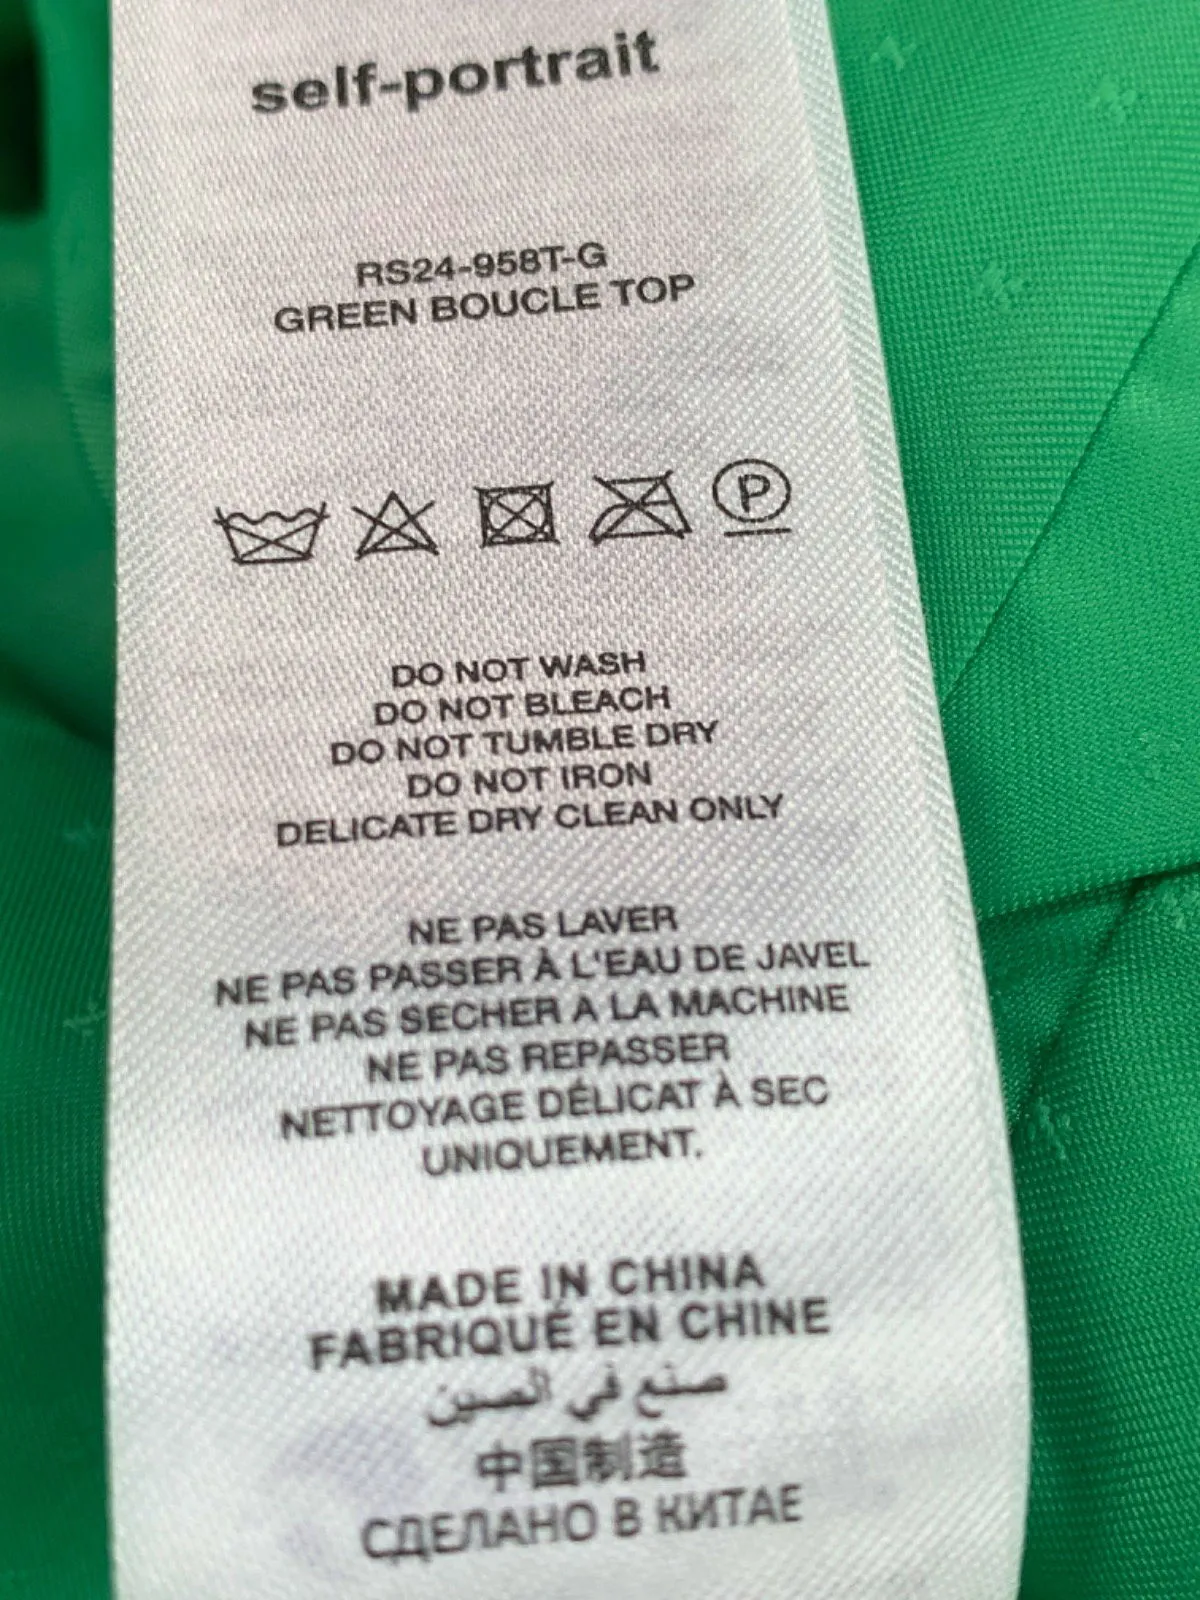 self-portrait
RS24-958T-G
GREEN BOUCLE TOP
P
DO NOT WASH
DO NOT BLEACH
DO NOT TUMBLE DRY
DO NOT IRON
DELICATE DRY CLEAN ONLY
NE PAS LAVER
NE PAS PASSER À L'EAU DE JAVEL
NE PAS SECHER A LA MACHINE
NE PAS REPASSER
NETTOYAGE DÉLICAT À SEC
UNIQUEMENT.
MADE IN CHINA
FABRIQUÉ EN CHINE
صنع في الصين
中国制造
СДЕЛАНО В КИТАЕ